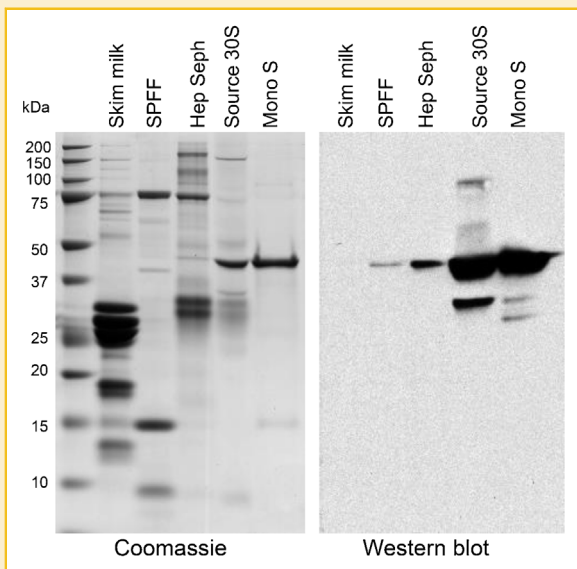 kDa
Skim milk
SPFF
Hep Seph
Source 30S
Mono S
Skim milk
SPFF
Hep Seph
Source 30S
Mono S
200
150
100
75
50
37
25
20
15
10
Coomassie
Western blot